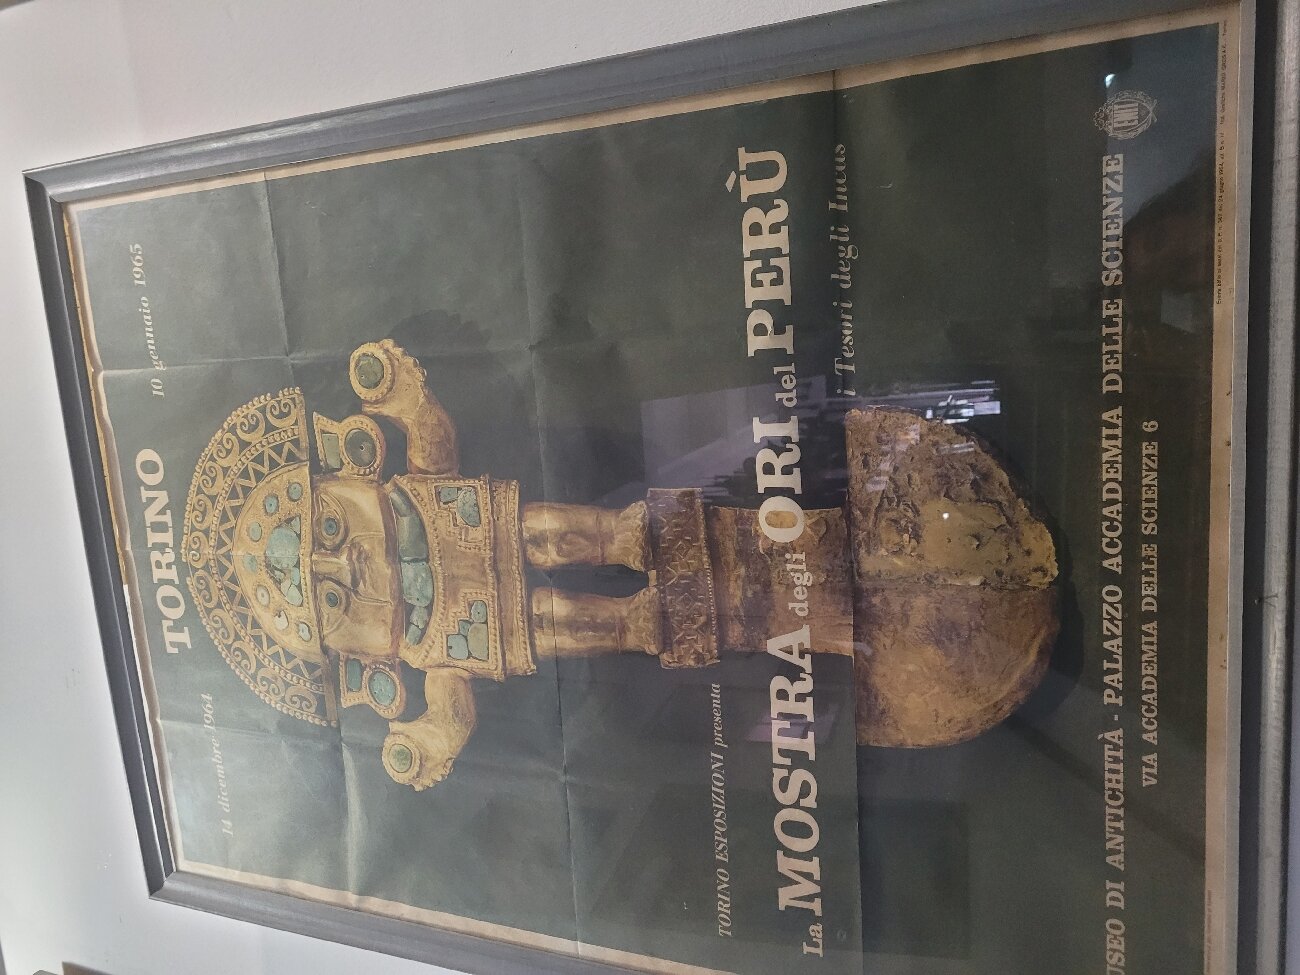 TORINO
14 dicembre 1964
10 gennaio 1965
TORINO ESPOSIZIONI presenta
La MOSTRA degli ORI del PERÙ
i Tesori degli Incas
USEO DI ANTICHITÀ - PALAZZO ACCADEMIA DELLE SCIENZE
VIA ACCADEMIA DELLE SCIENZE 6